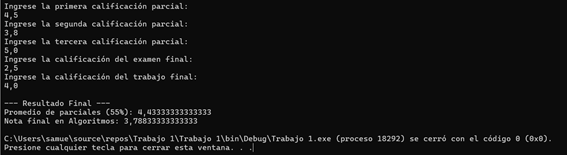 Ingrese la primera calificación parcial:
4,5
Ingrese la segunda calificación parcial:
3,8
Ingrese la tercera calificación parcial:
5,0
Ingrese la calificación del examen final:
2,5
Ingrese la calificación del trabajo final:
4,0
--- Resultado Final ---
Promedio de parciales (55%): 4,43333333333333
Nota final en Algoritmos: 3,78833333333333
C:\Users\samue\source\repos\Trabajo 1\Trabajo 1\bin\Debug\Trabajo 1.exe (proceso 18292) se cerró con el código 0 (0x0).
Presione cualquier tecla para cerrar esta ventana. . .